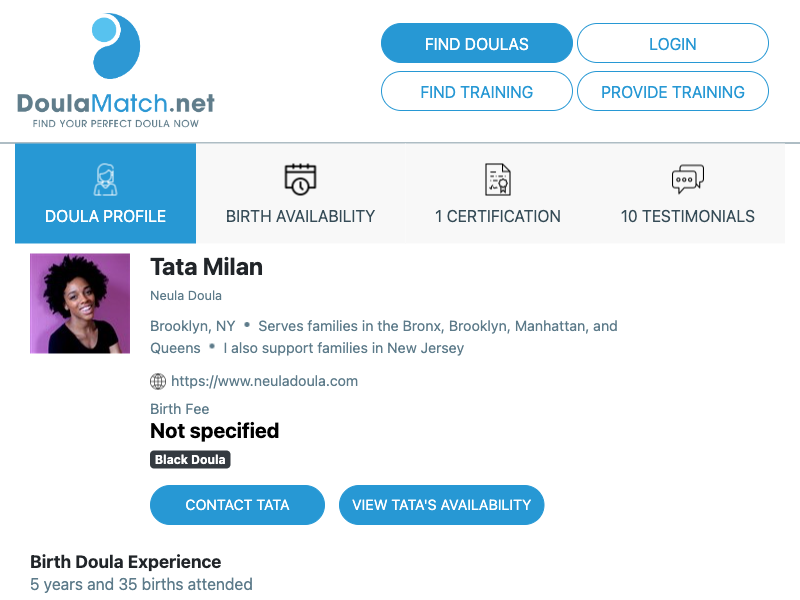 DoulaMatch.net
FIND YOUR PERFECT DOULA NOW
FIND DOULAS
LOGIN
FIND TRAINING
PROVIDE TRAINING
DOULA PROFILE
BIRTH AVAILABILITY
1 CERTIFICATION
10 TESTIMONIALS
Tata Milan
Neula Doula
Brooklyn, NY • Serves families in the Bronx, Brooklyn, Manhattan, and
Queens • I also support families in New Jersey
https://www.neuladoula.com
Birth Fee
Not specified
Black Doula
CONTACT TATA
VIEW TATA'S AVAILABILITY
Birth Doula Experience
5 years and 35 births attended